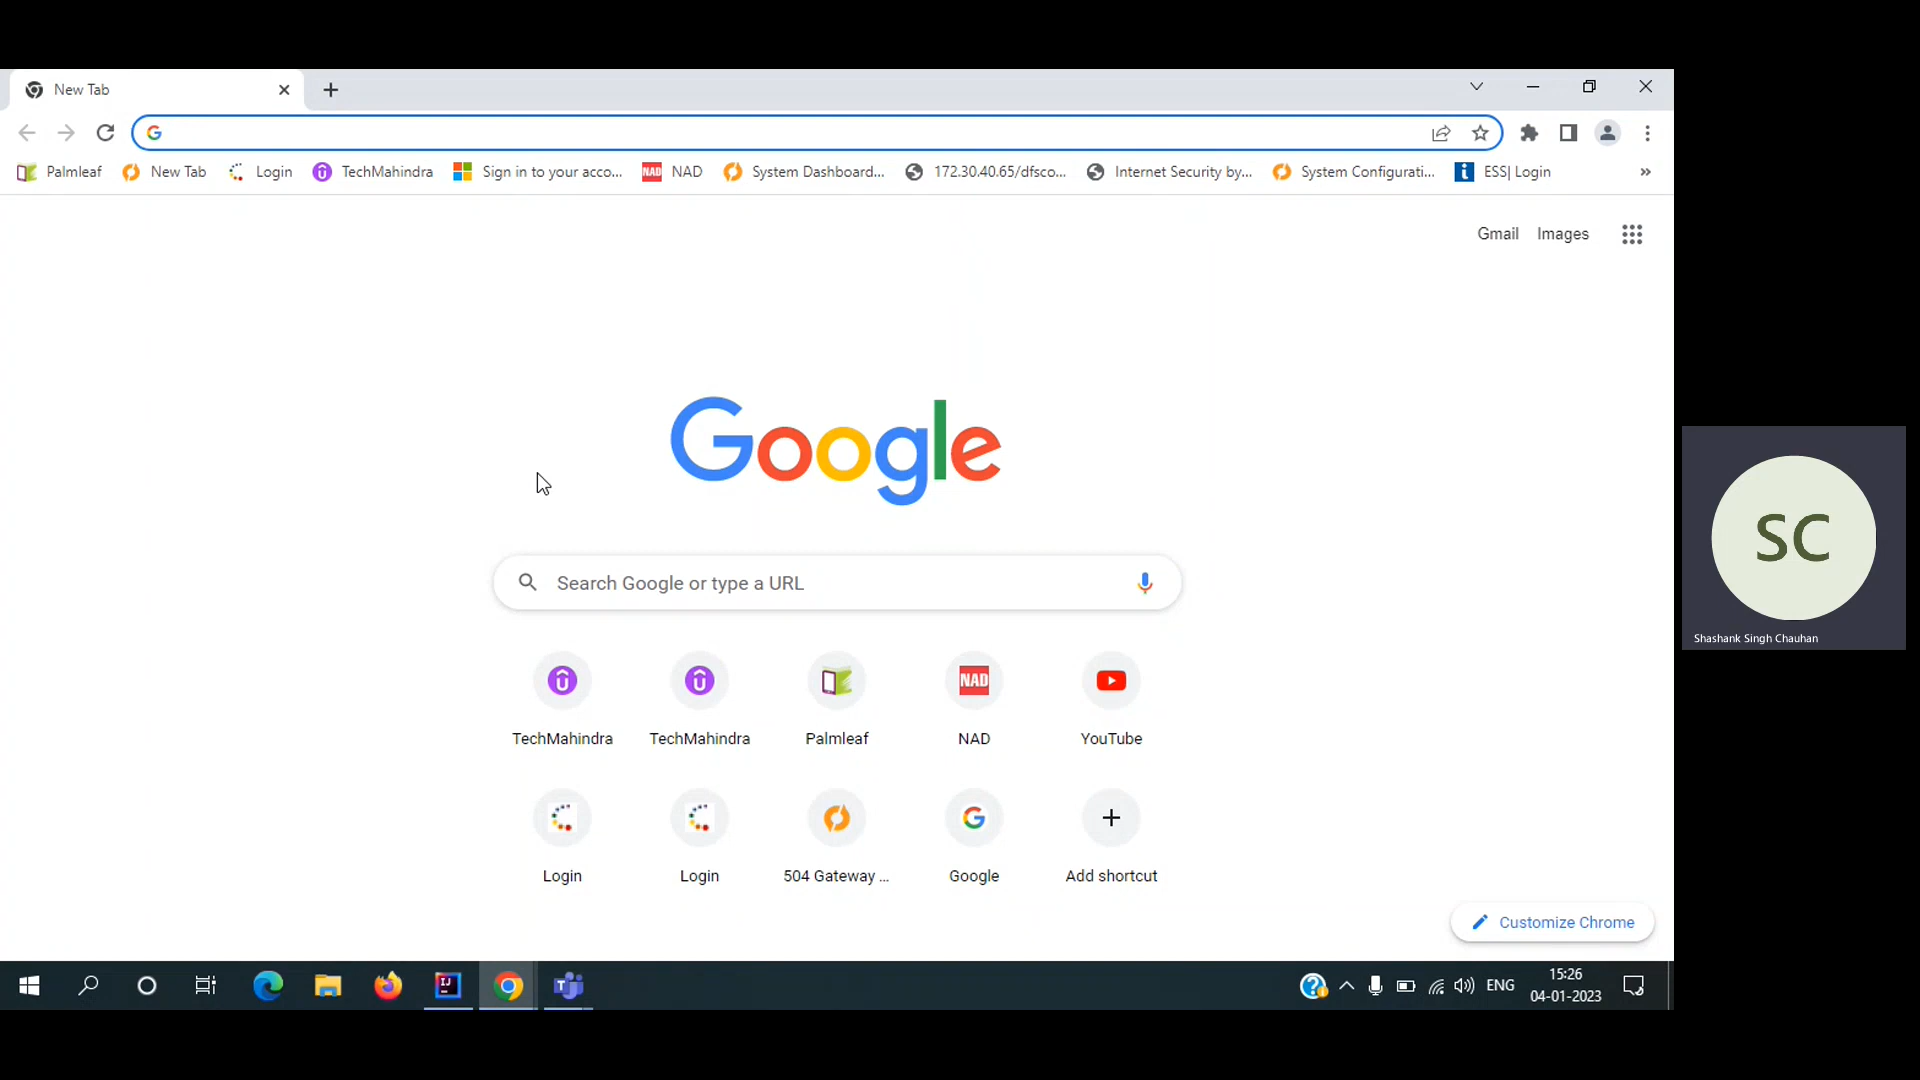 New Tab
Palmleaf New Tab Login TechMahindra Sign in to your acco... NAD NAD System Dashboard... 172.30.40.65/dfsco... Internet Security by... System Configurati... ESS| Login »
Gmail Images
Google
Search Google or type a URL
NAD
TechMahindra TechMahindra Palmleaf NAD YouTube
Login Login 504 Gateway ... Google Add shortcut
Customize Chrome
SC
Shashank Singh Chauhan
ENG 15:26
04-01-2023